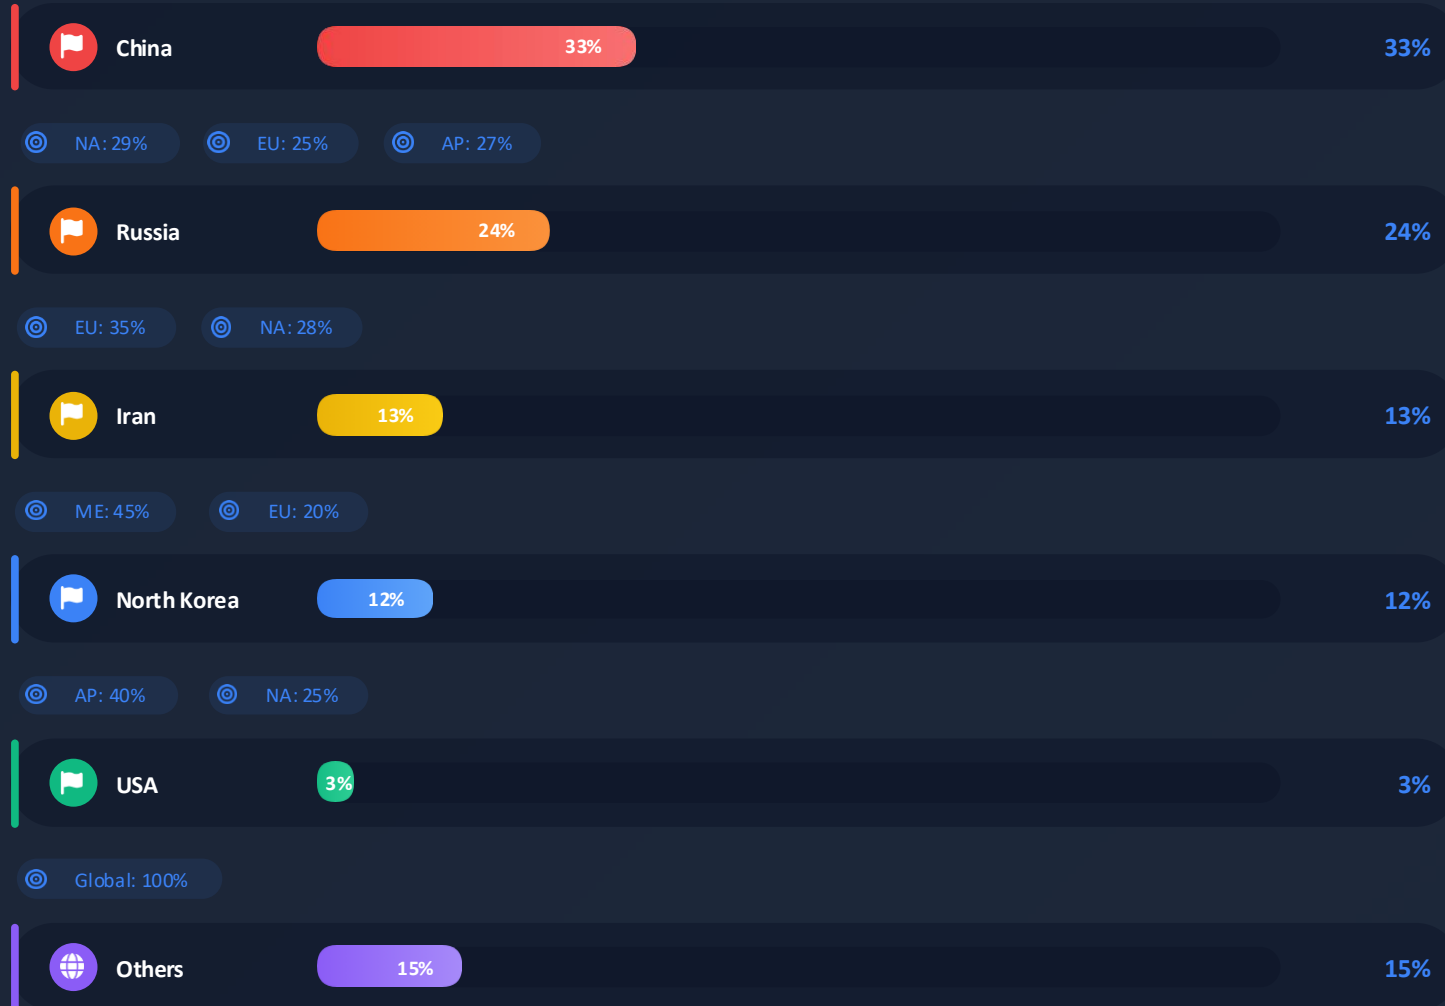 China 33% 33%
NA: 29% EU: 25% AP: 27%
Russia 24% 24%
EU: 35% NA: 28%
Iran 13% 13%
ME: 45% EU: 20%
North Korea 12% 12%
AP: 40% NA: 25%
USA 3% 3%
Global: 100%
Others 15% 15%